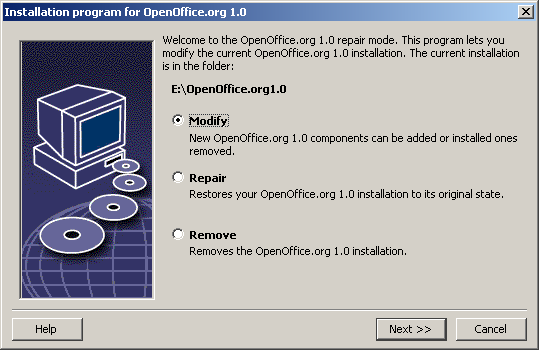 Installation program for OpenOffice.org 1.0
Welcome to the OpenOffice.org 1.0 repair mode. This program lets you
modify the current OpenOffice.org 1.0 installation. The current installation
is in the folder:
E:\OpenOffice.org1.0
Modify
New OpenOffice.org 1.0 components can be added or installed ones
removed.
Repair
Restores your OpenOffice.org 1.0 installation to its original state.
Remove
Removes the OpenOffice.org 1.0 installation.
Help
Next >>
Cancel